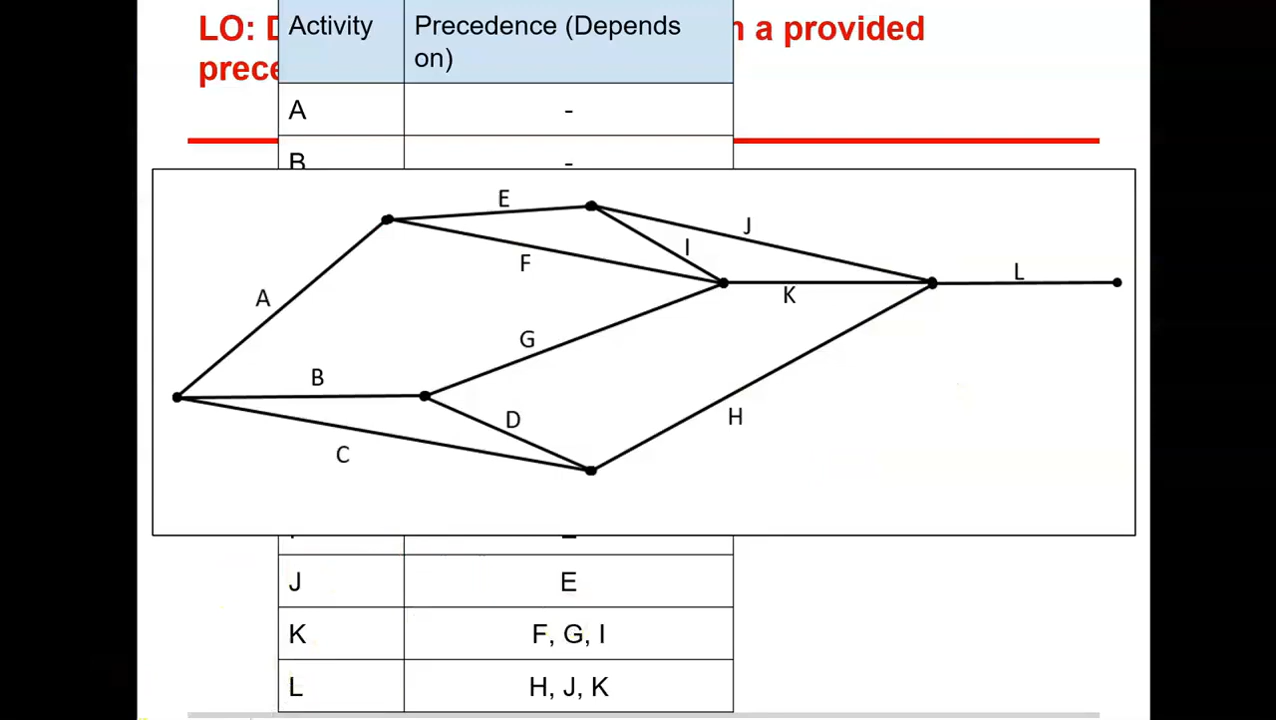 LO: D
n a provided
prece
Activity Precedence (Depends
on)
A -
B -
E
J
I
F
L
K
A
G
B
D
H
C
J E
K F, G, I
L H, J, K